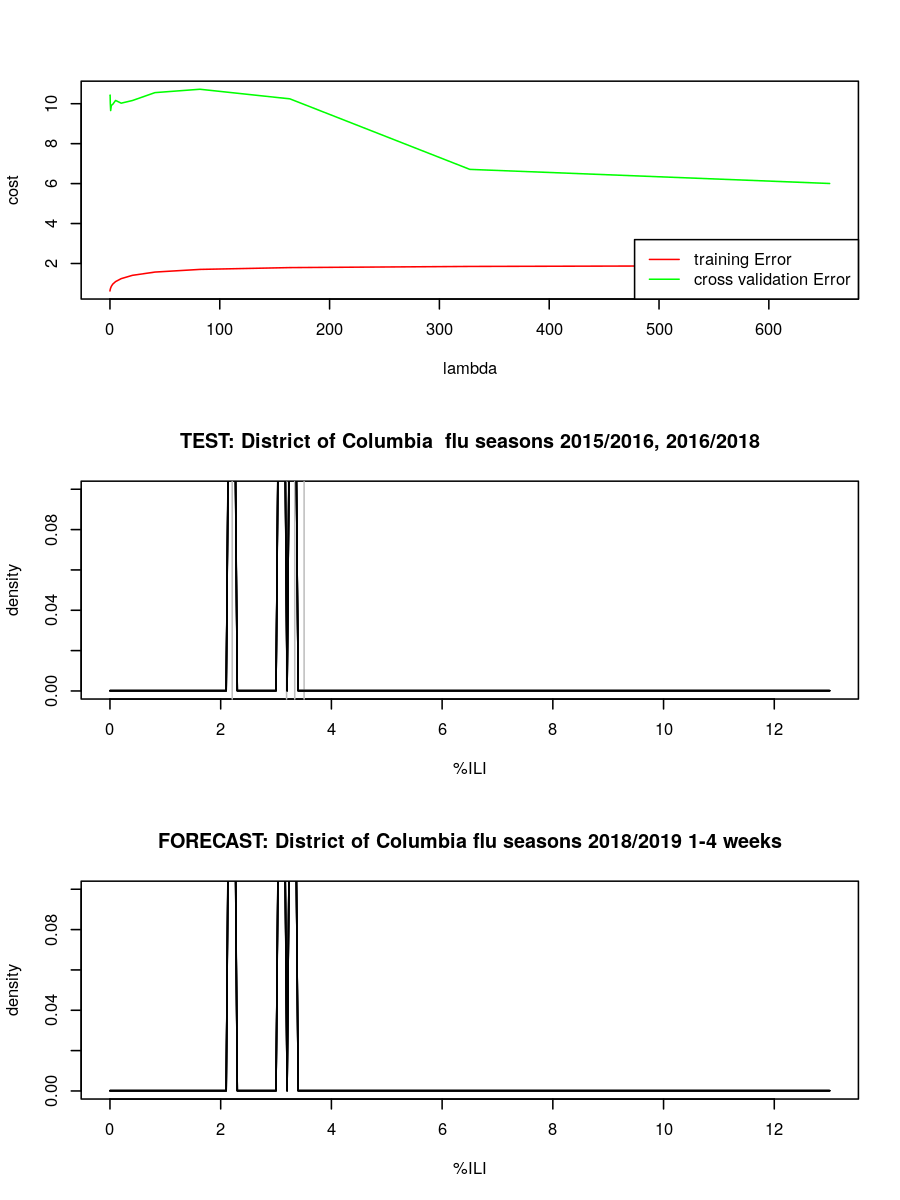 10
8
6
4
2
cost
training Error
cross validation Error
0 100 200 300 400 500 600
lambda
TEST: District of Columbia  flu seasons 2015/2016, 2016/2018
0.08
0.04
0.00
density
0 2 4 6 8 10 12
%ILI
FORECAST: District of Columbia flu seasons 2018/2019 1-4 weeks
0.08
0.04
0.00
density
0 2 4 6 8 10 12
%ILI